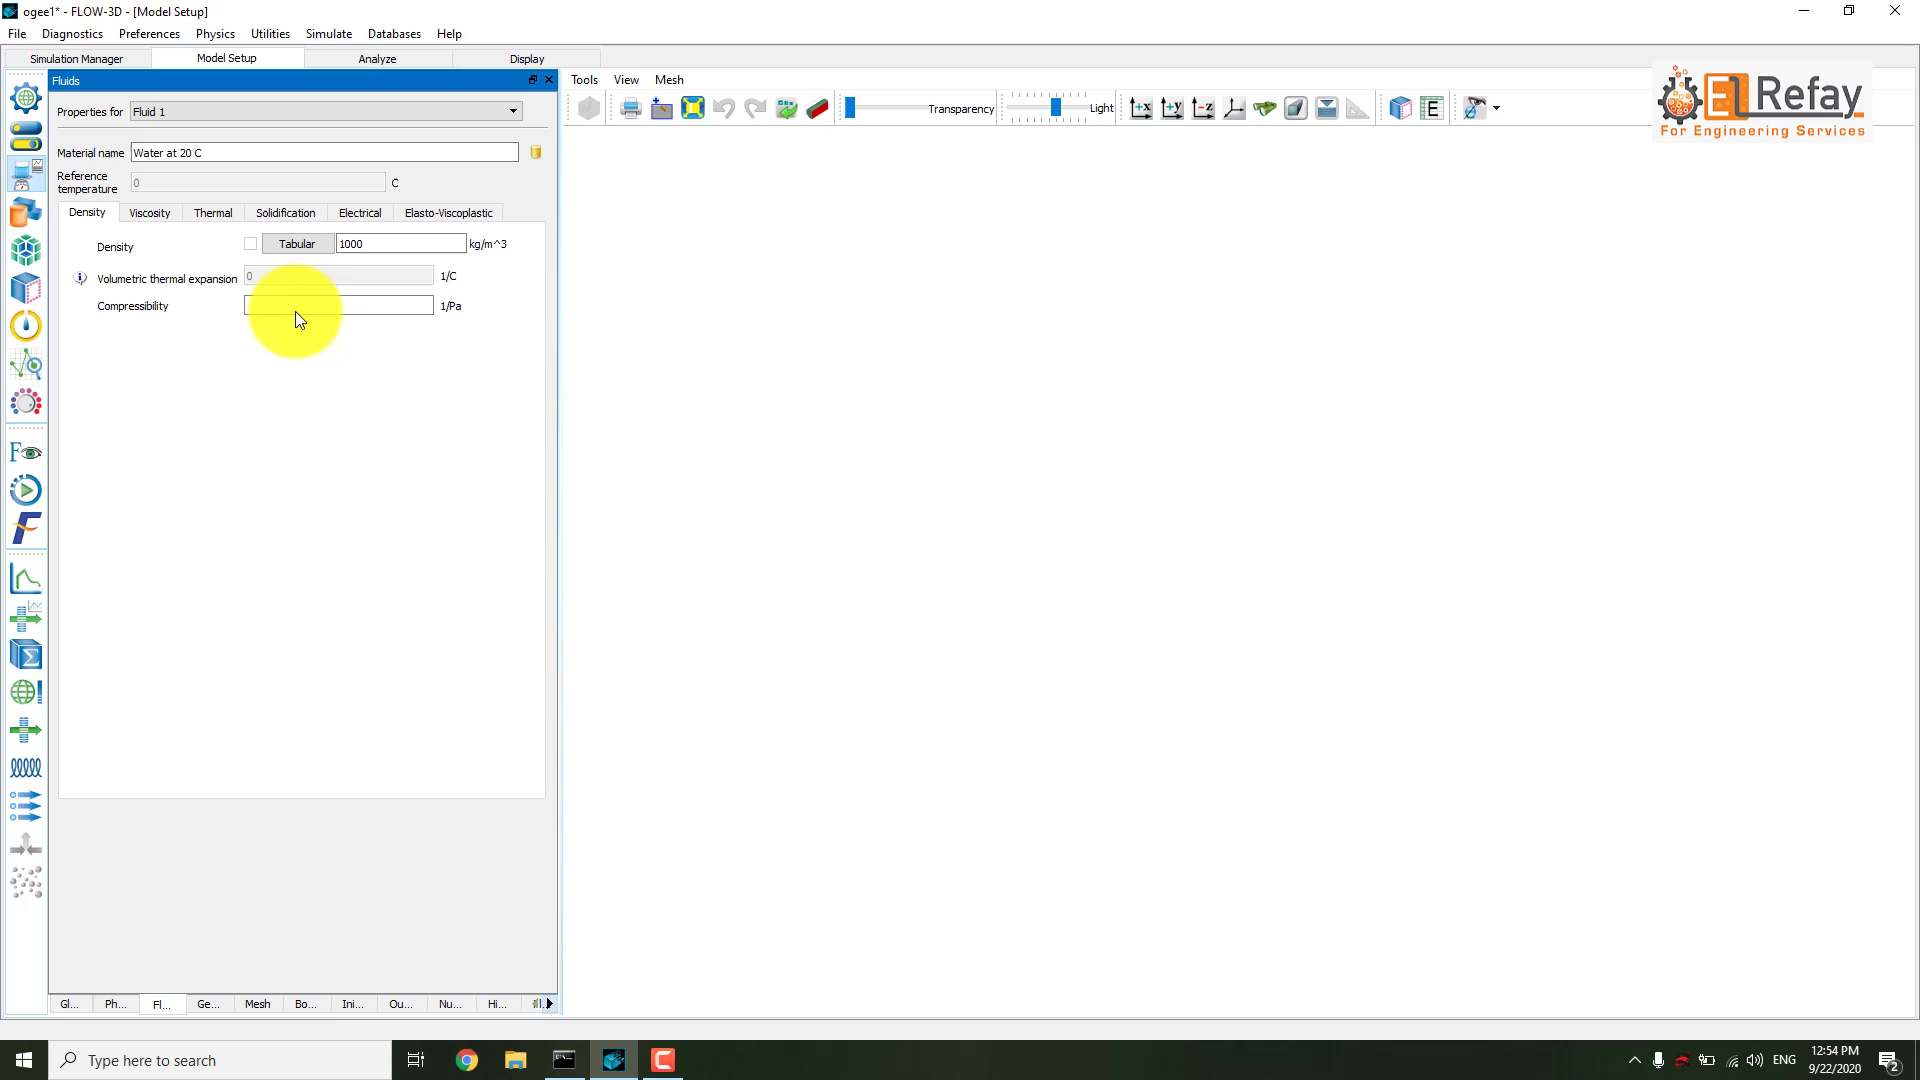 ogee1* - FLOW-3D - [Model Setup]
File Diagnostics Preferences Physics Utilities Simulate Databases Help
Simulation Manager Model Setup Analyze Display
Fluids
Tools View Mesh
Properties for Fluid 1
Transparency Light
El Refay
For Engineering Services
Material name Water at 20 C
Reference temperature 0 C
Density Viscosity Thermal Solidification Electrical Elasto-Viscoplastic
Density Tabular 1000 kg/m^3
Volumetric thermal expansion 0 1/C
Compressibility 1/Pa
Gl... Ph... Fl... Ge... Mesh Bo... Ini... Ou... Nu... Hi...
Type here to search
ENG
12:54 PM
9/22/2020
2